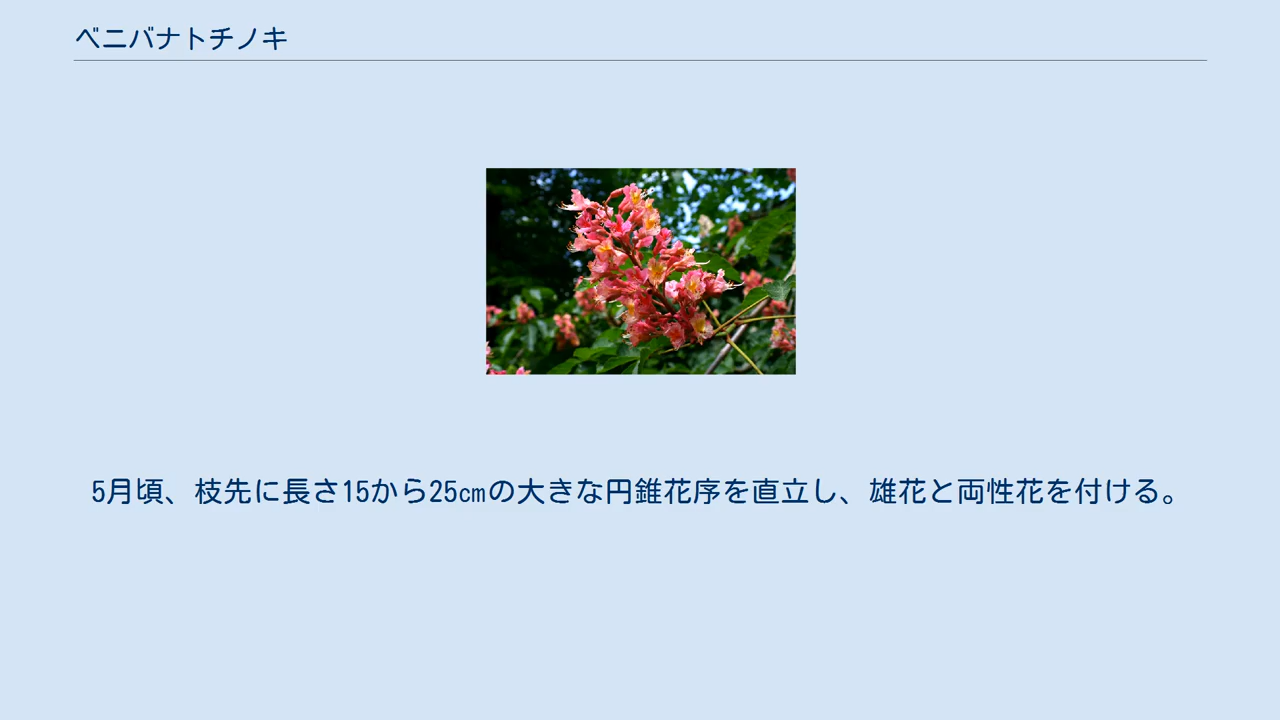 ベニバナトチノキ
5月頃、枝先に長さ15から25cmの大きな円錐花序を直立し、雄花と両性花を付ける。